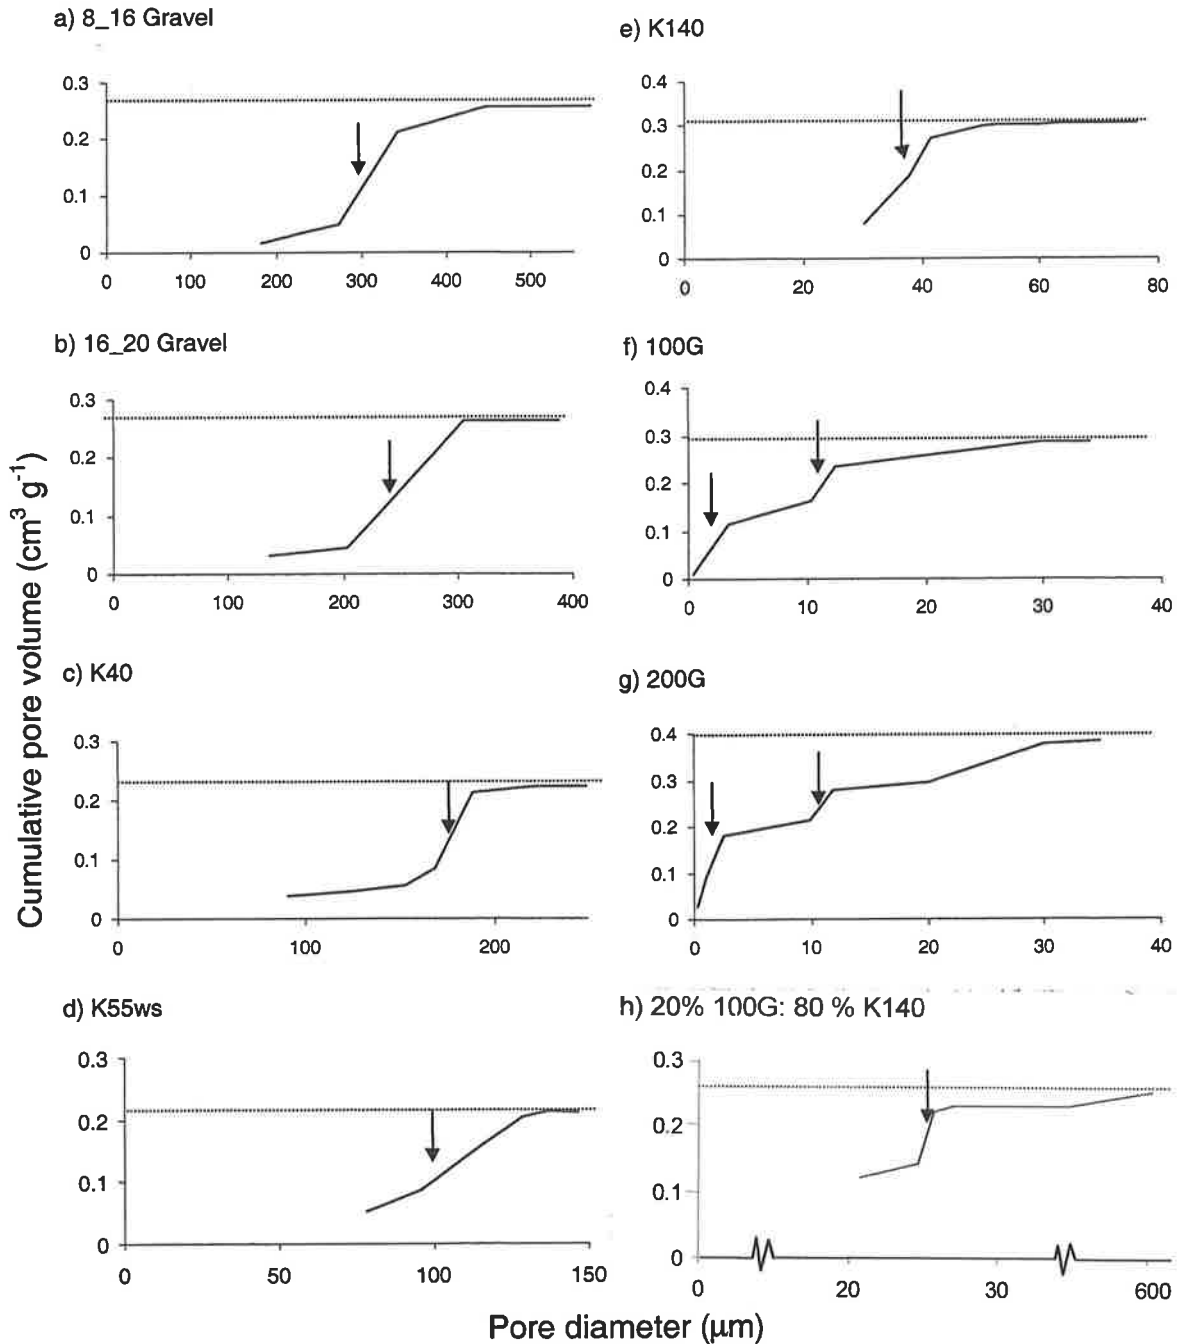 a) 8_16 Gravel
0.3
0.2
0.1
0
0 100 200 300 400 500
b) 16_20 Gravel
0.3
0.2
0.1
0
0 100 200 300 400
c) K40
0.3
0.2
0.1
0
0 100 200
d) K55ws
0.3
0.2
0.1
0
0 50 100 150
e) K140
0.4
0.3
0.2
0.1
0
0 20 40 60 80
f) 100G
0.4
0.3
0.2
0.1
0
0 10 20 30 40
g) 200G
0.4
0.3
0.2
0.1
0
0 10 20 30 40
h) 20% 100G: 80 % K140
0.3
0.2
0.1
0
0 20 30 600
Cumulative pore volume (cm³ g⁻¹)
Pore diameter (μm)